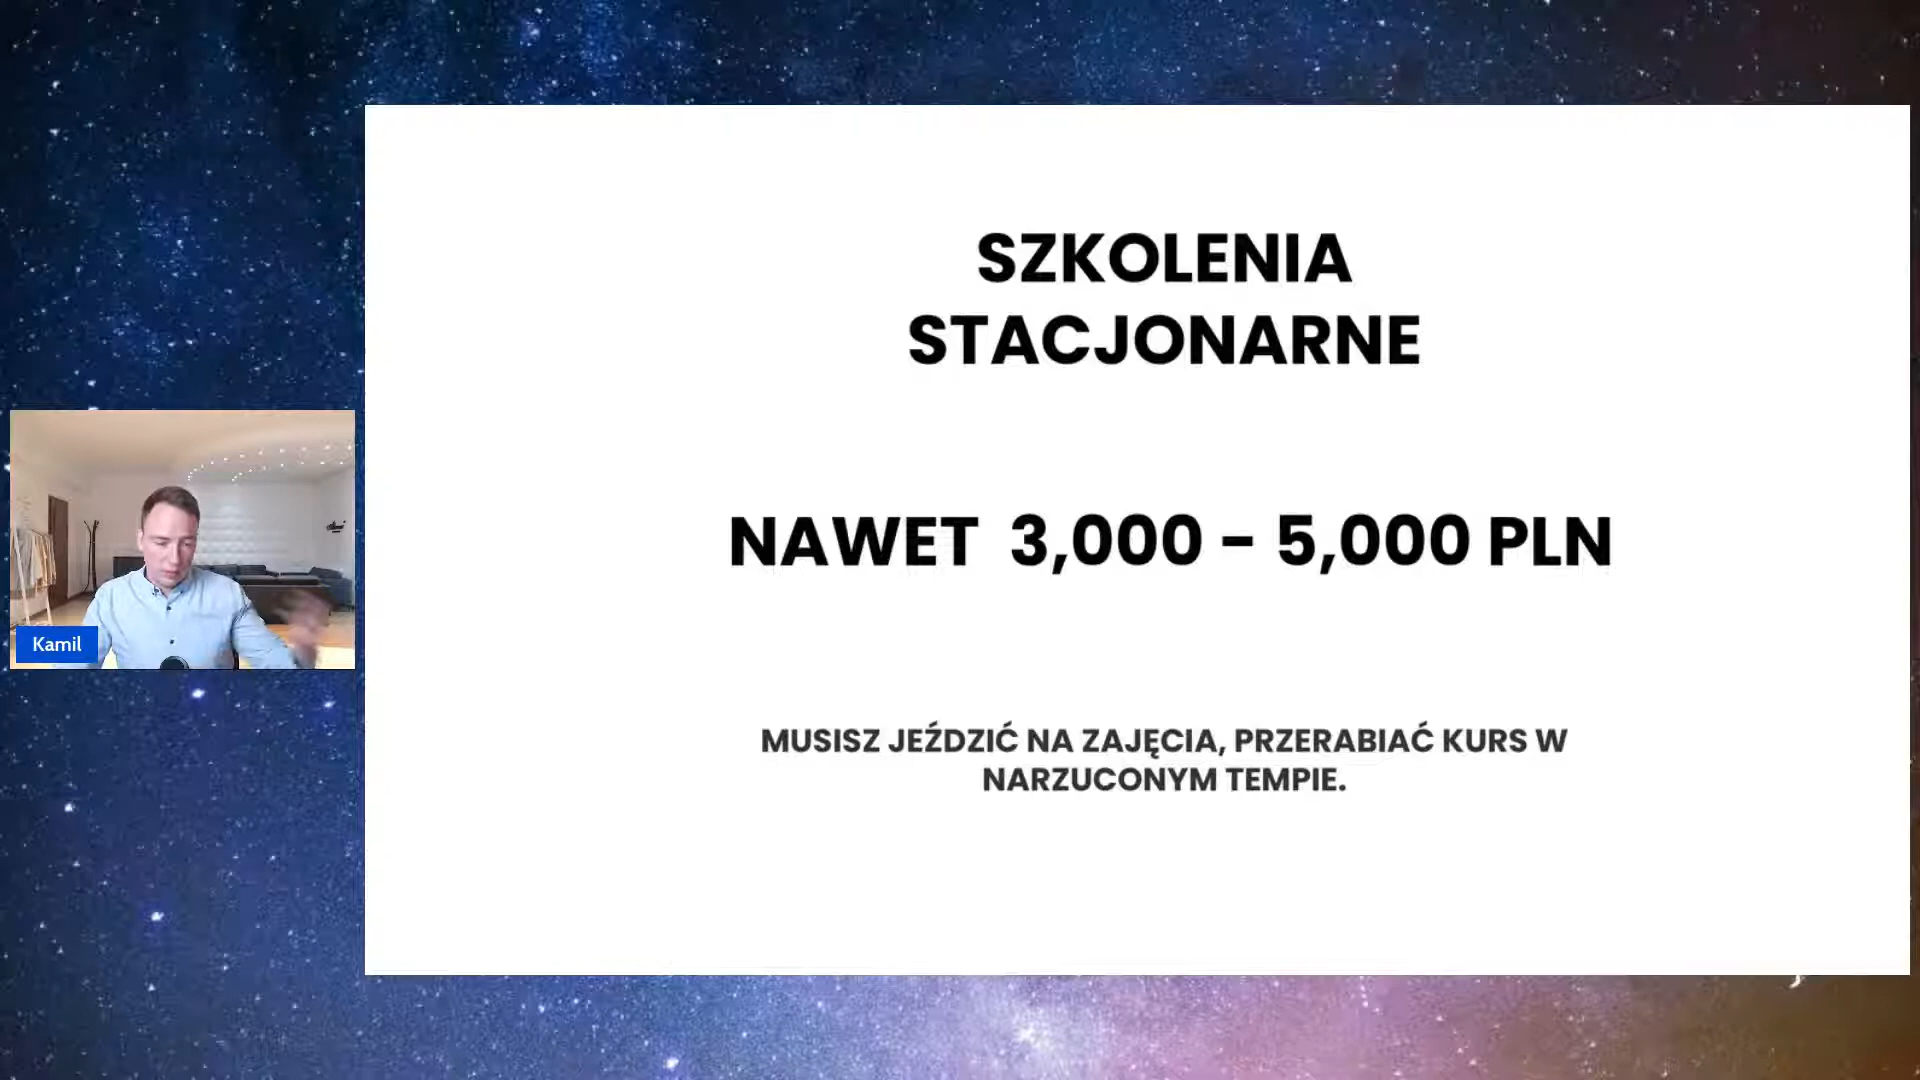 SZKOLENIA
STACJONARNE
NAWET 3,000 - 5,000 PLN
Kamil
MUSISZ JEŹDZIĆ NA ZAJĘCIA, PRZERABIAĆ KURS W
NARZUCONYM TEMPIE.